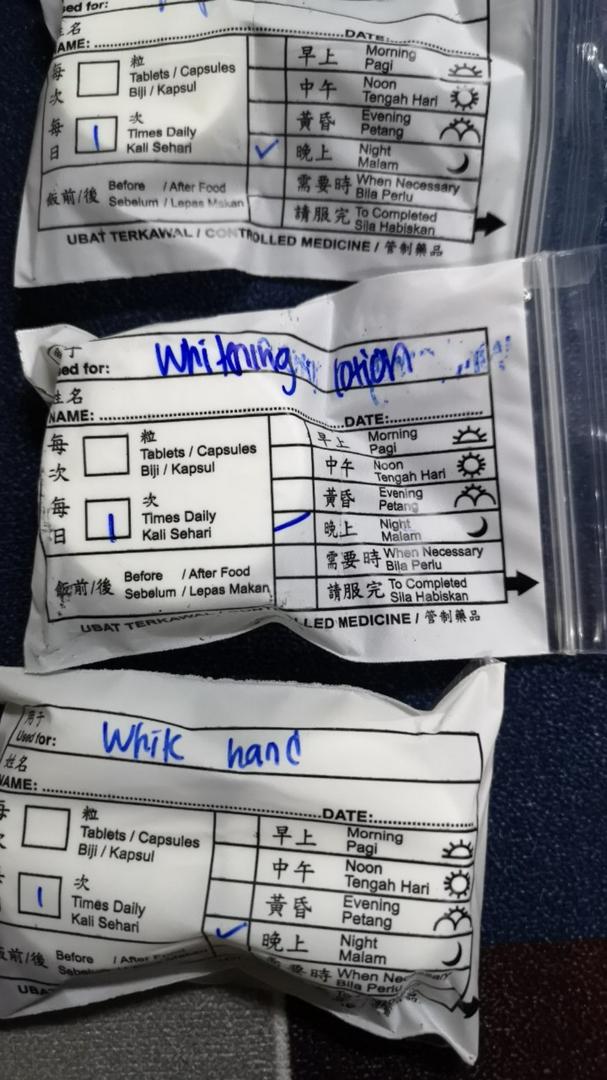 ed for:
姓名
NAME: DATE:
每次
粒
Tablets / Capsules
Biji / Kapsul
每日
1
次
Times Daily
Kali Sehari
飯前/後
Before / After Food
Sebelum / Lepas Makan
早上 Morning
Pagi
中午 Noon
Tengah Hari
黃昏 Evening
Petang
✓ 晚上 Night
Malam
需要時 When Necessary
Bila Perlu
請服完 To Completed
Sila Habiskan
UBAT TERKAWAL / CONTROLLED MEDICINE / 管制藥品
ed for: Whitening lotion
姓名
NAME: DATE:
每次
粒
Tablets / Capsules
Biji / Kapsul
每日
1
次
Times Daily
Kali Sehari
飯前/後
Before / After Food
Sebelum / Lepas Makan
早上 Morning
Pagi
中午 Noon
Tengah Hari
黃昏 Evening
Petang
晚上 Night
Malam
需要時 When Necessary
Bila Perlu
請服完 To Completed
Sila Habiskan
UBAT TERKAWAL LLED MEDICINE / 管制藥品
用于
Used for: White hand
姓名
NAME: DATE:
粒
Tablets / Capsules
Biji / Kapsul
1
次
Times Daily
Kali Sehari
飯前/後
Before / After
早上 Morning
Pagi
中午 Noon
Tengah Hari
黃昏 Evening
Petang
✓ 晚上 Night
Malam
需要時 When Necessary
Bila Perlu
UBA